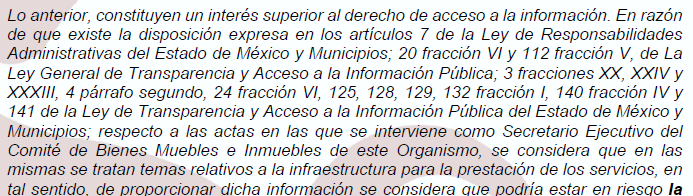 Lo anterior, constituyen un interés superior al derecho de acceso a la información. En razón
de que existe la disposición expresa en los artículos 7 de la Ley de Responsabilidades
Administrativas del Estado de México y Municipios; 20 fracción VI y 112 fracción V, de La
Ley General de Transparencia y Acceso a la Información Pública; 3 fracciones XX, XXIV y
XXXIII, 4 párrafo segundo, 24 fracción VI, 125, 128, 129, 132 fracción I, 140 fracción IV y
141 de la Ley de Transparencia y Acceso a la Información Pública del Estado de México y
Municipios; respecto a las actas en las que se interviene como Secretario Ejecutivo del
Comité de Bienes Muebles e Inmuebles de este Organismo, se considera que en las
mismas se tratan temas relativos a la infraestructura para la prestación de los servicios, en
tal sentido, de proporcionar dicha información se considera que podría estar en riesgo la